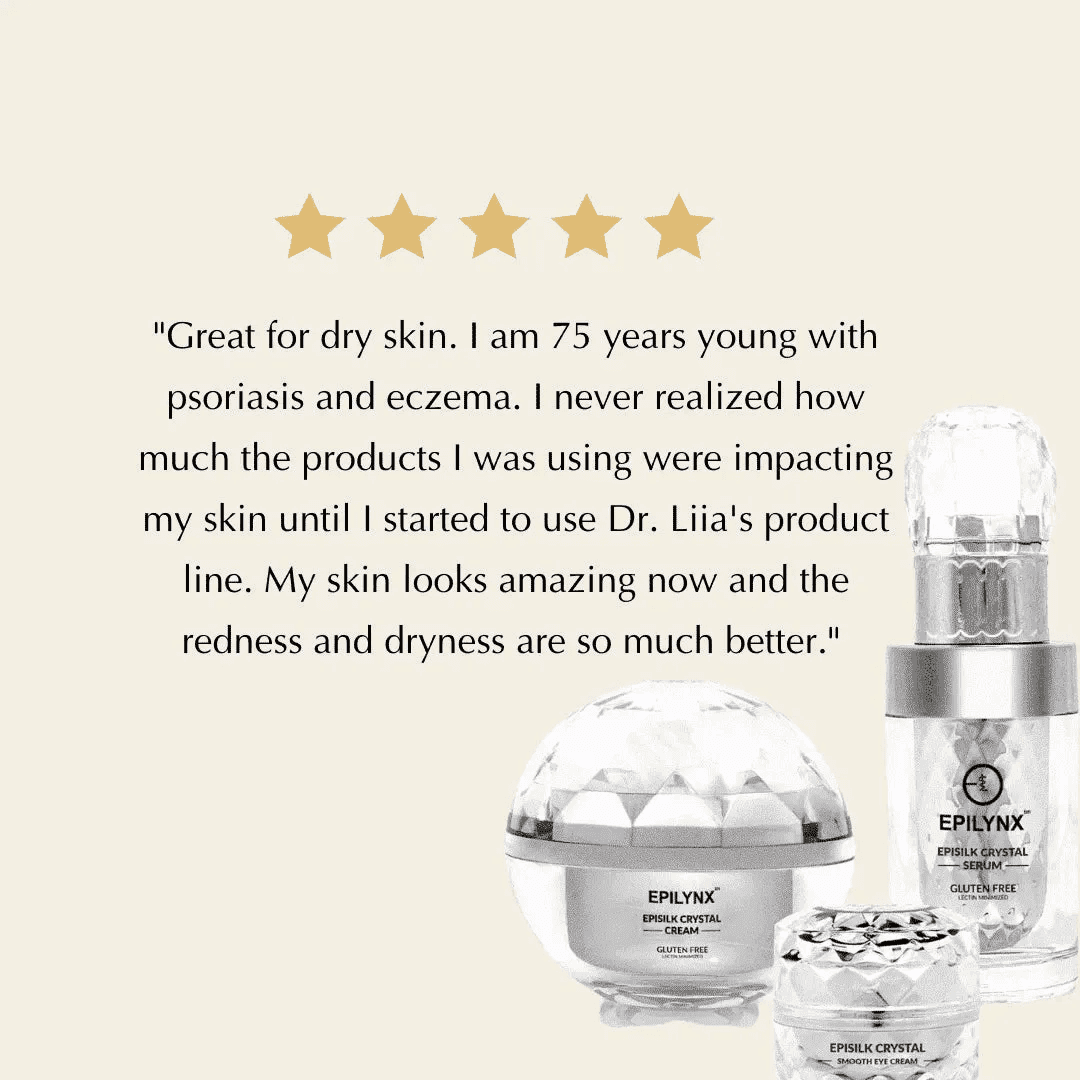 "Great for dry skin. I am 75 years young with
psoriasis and eczema. I never realized how
much the products I was using were impacting
my skin until I started to use Dr. Liia's product
line. My skin looks amazing now and the
redness and dryness are so much better."
EPILYNX™
EPISILK CRYSTAL
SERUM
GLUTEN FREE
LECTIN MINIMIZED
EPILYNX™
EPISILK CRYSTAL
CREAM
GLUTEN FREE
LECTIN MINIMIZED
EPISILK CRYSTAL
SMOOTH EYE CREAM